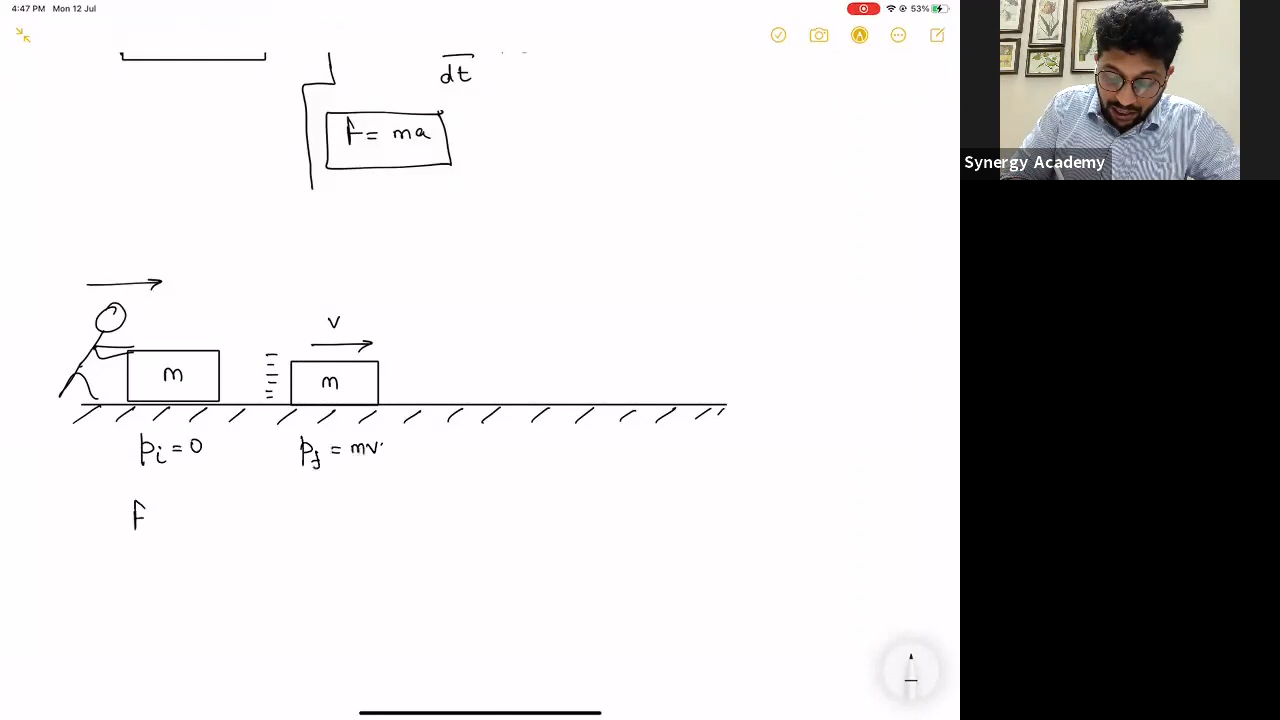 4:47 PM Mon 12 Jul
53%
dt
F = ma
Synergy Academy
v
m
m
pi = 0
pf = mv
F